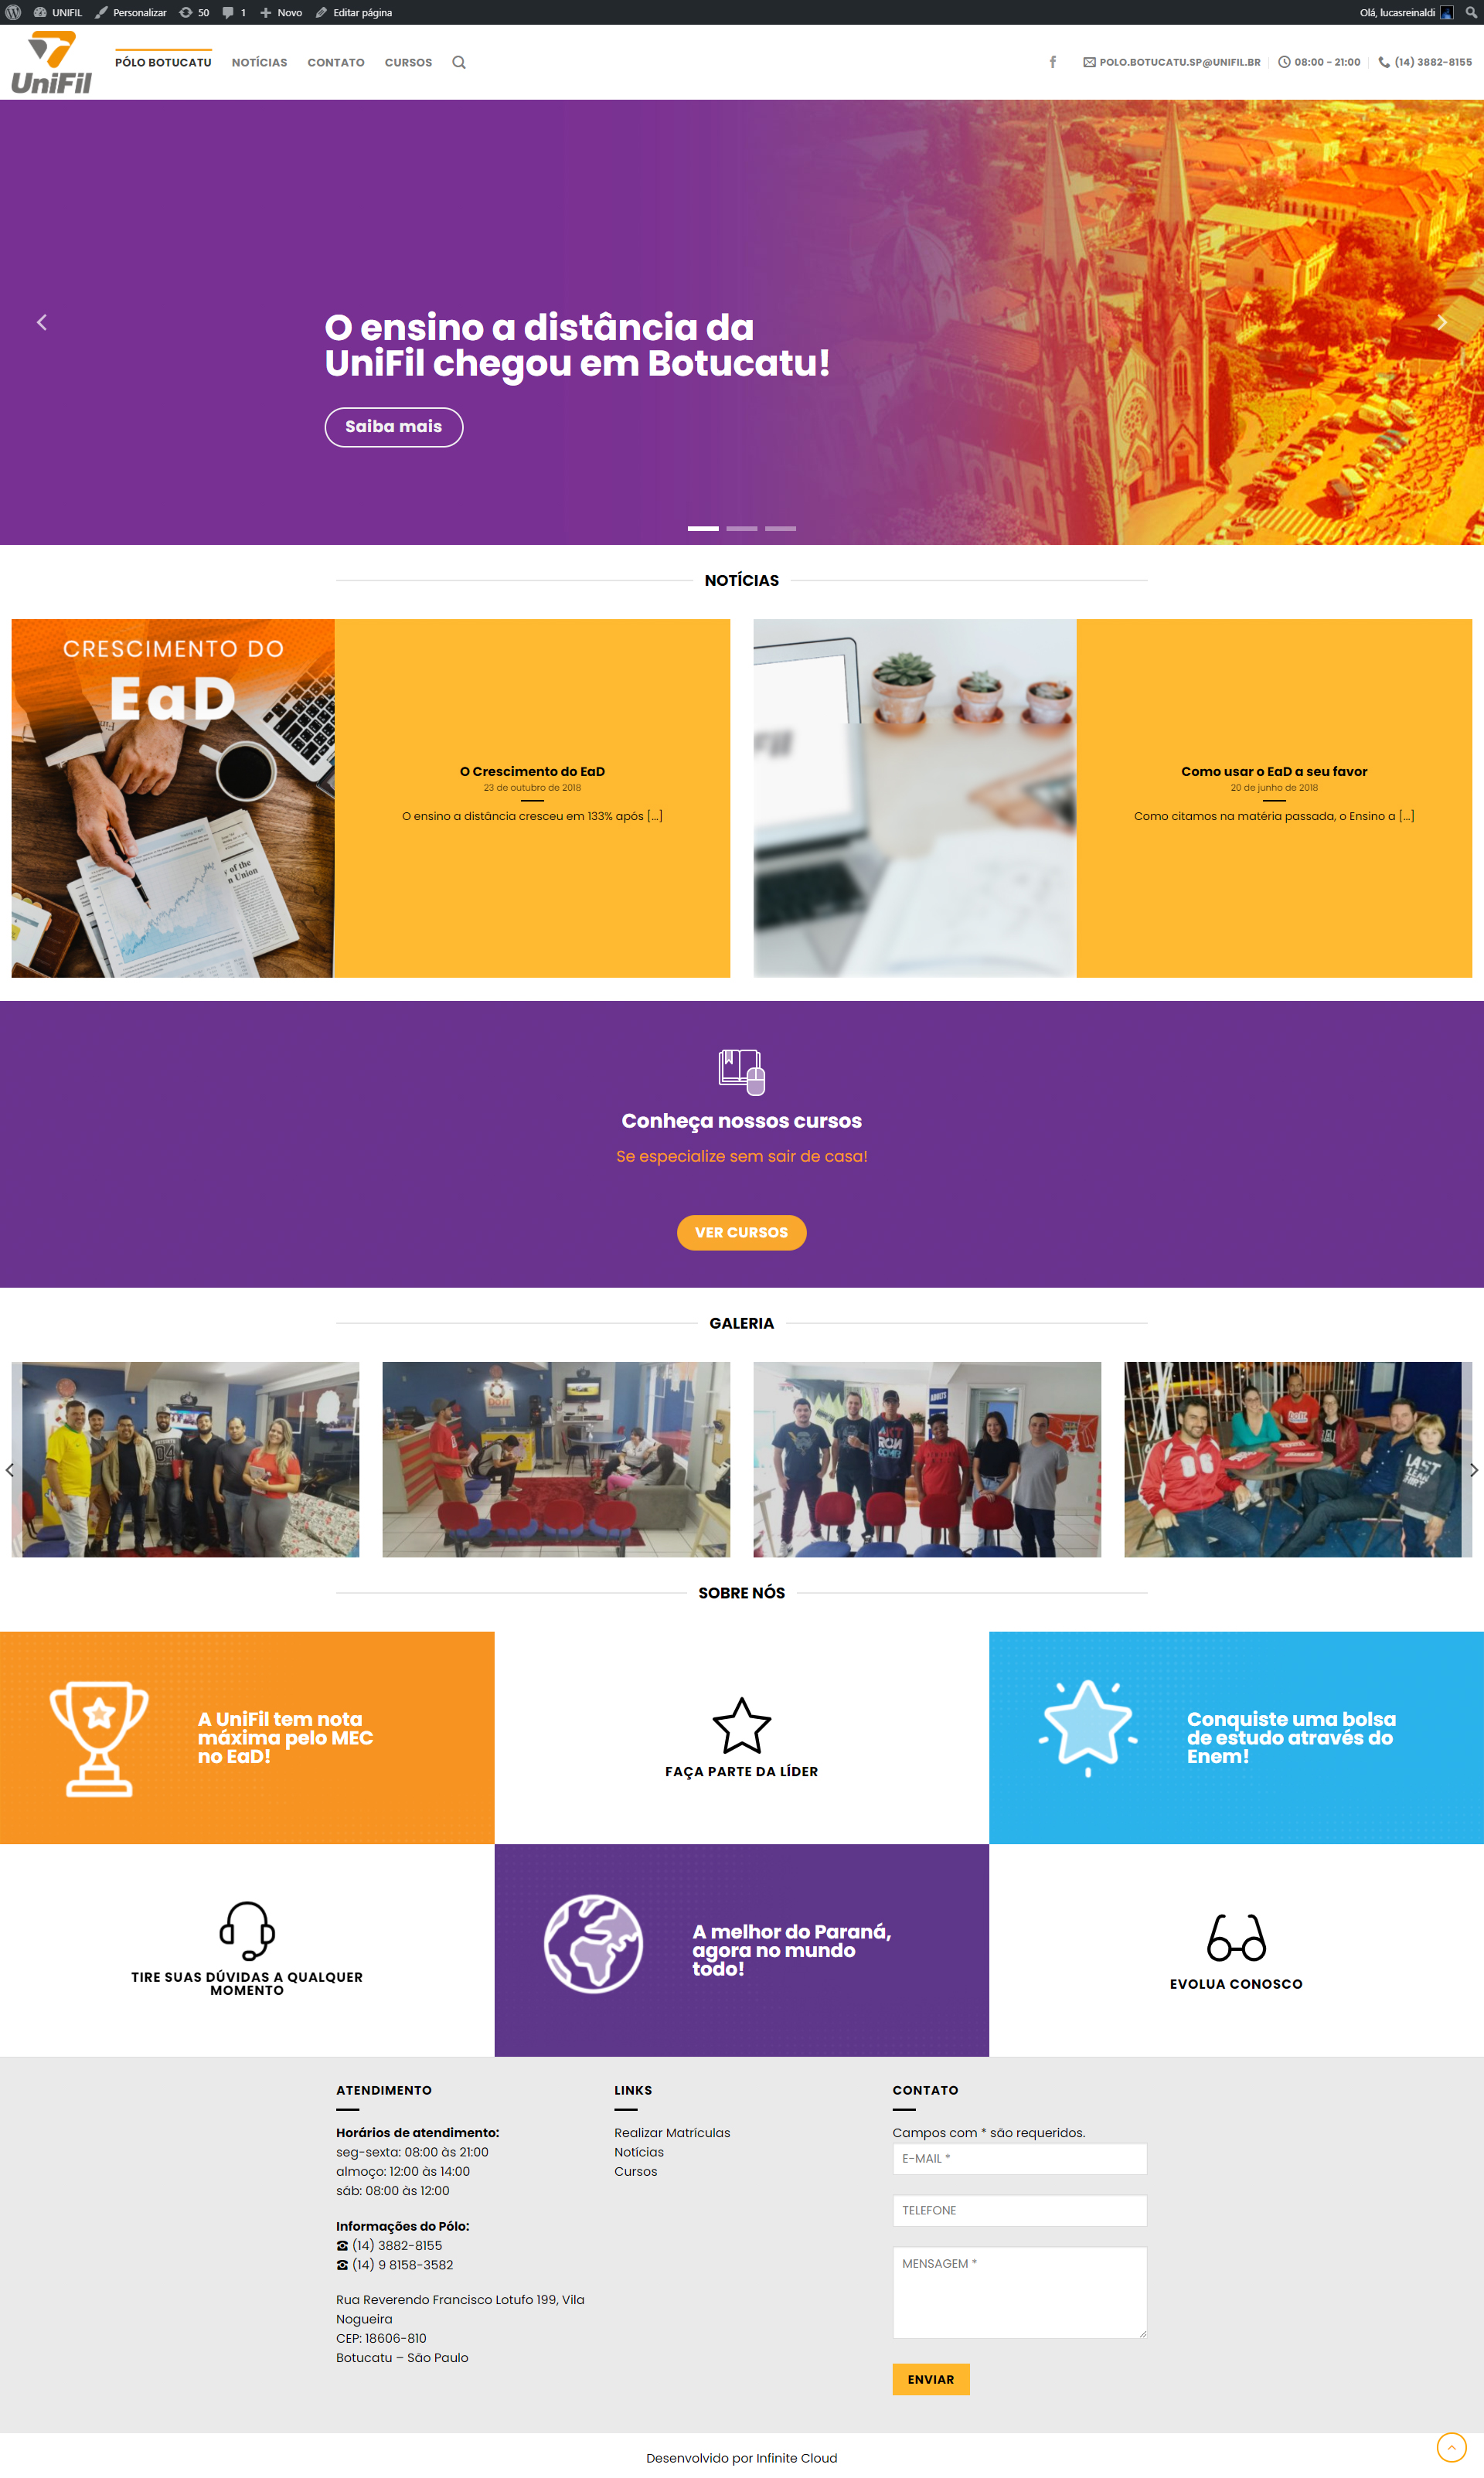 UNIFIL Personalizar 50 1 Novo Editar página Olá, lucasreinaldi
UniFil
PÓLO BOTUCATU NOTÍCIAS CONTATO CURSOS
POLO.BOTUCATU.SP@UNIFIL.BR 08:00 - 21:00 (14) 3882-8155
O ensino a distância da
UniFil chegou em Botucatu!
Saiba mais
NOTÍCIAS
CRESCIMENTO DO
EaD
y of the
n Union
O Crescimento do EaD
23 de outubro de 2018
O ensino a distância cresceu em 133% após [...]
Como usar o EaD a seu favor
20 de junho de 2018
Como citamos na matéria passada, o Ensino a [...]
Conheça nossos cursos
Se especialize sem sair de casa!
VER CURSOS
GALERIA
ADULTS
LAST
CLEAN
SHIRT
SOBRE NÓS
A UniFil tem nota
máxima pelo MEC
no EaD!
FAÇA PARTE DA LÍDER
Conquiste uma bolsa
de estudo através do
Enem!
TIRE SUAS DÚVIDAS A QUALQUER
MOMENTO
A melhor do Paraná,
agora no mundo
todo!
EVOLUA CONOSCO
ATENDIMENTO
Horários de atendimento:
seg-sexta: 08:00 às 21:00
almoço: 12:00 às 14:00
sáb: 08:00 às 12:00
Informações do Pólo:
☎ (14) 3882-8155
☎ (14) 9 8158-3582
Rua Reverendo Francisco Lotufo 199, Vila
Nogueira
CEP: 18606-810
Botucatu – São Paulo
LINKS
Realizar Matrículas
Notícias
Cursos
CONTATO
Campos com * são requeridos.
E-MAIL *
TELEFONE
MENSAGEM *
ENVIAR
Desenvolvido por Infinite Cloud